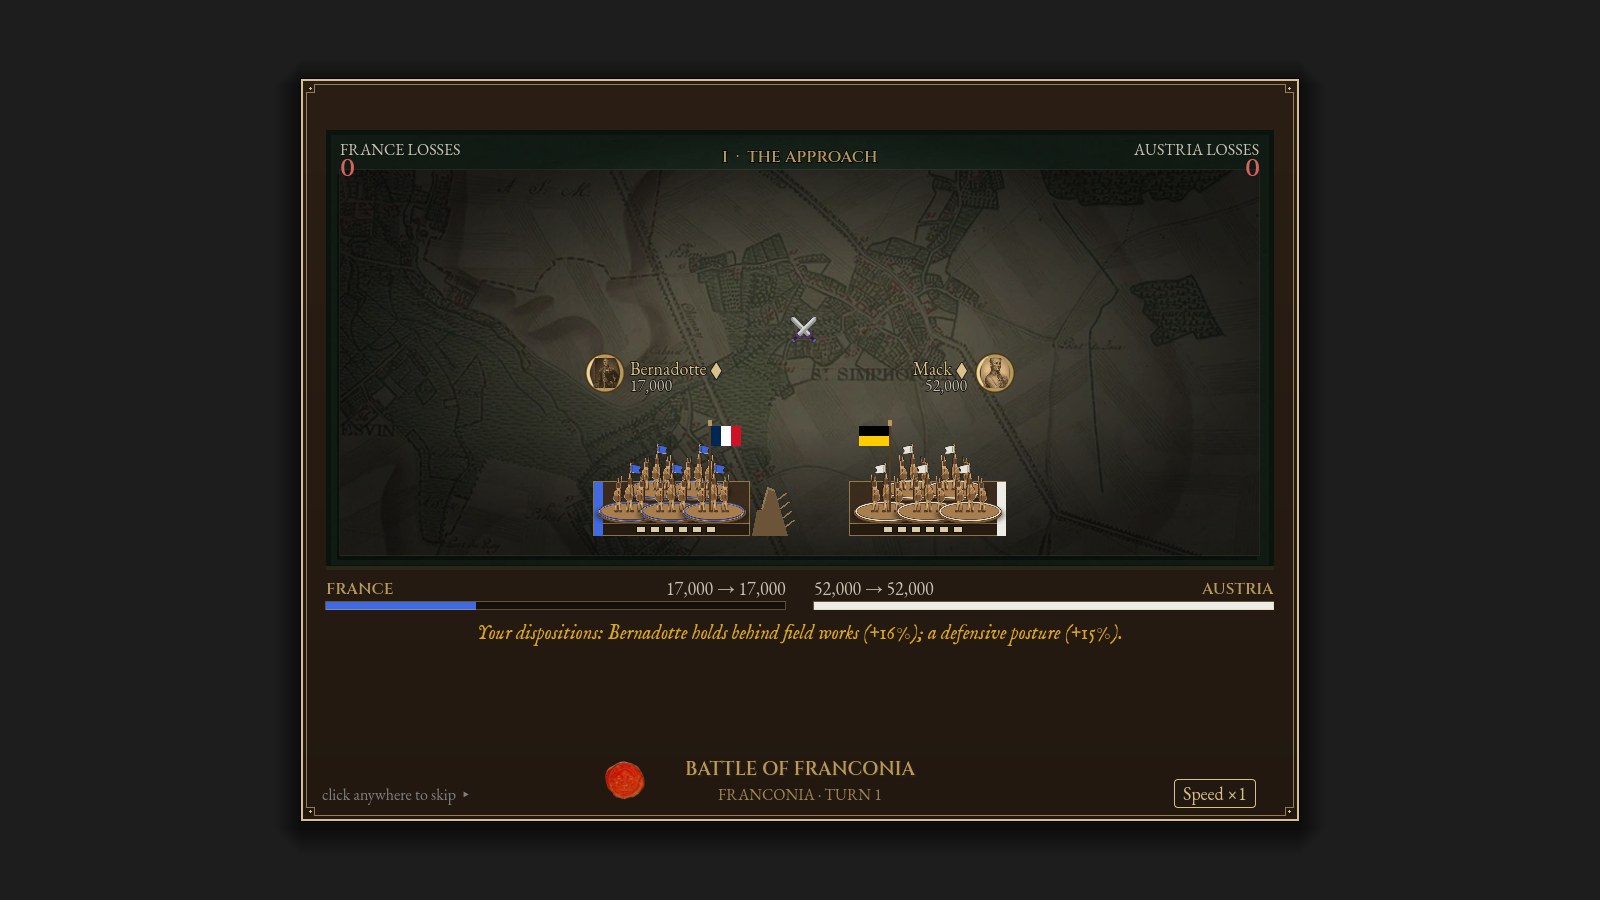 FRANCE LOSSES
0
I · THE APPROACH
AUSTRIA LOSSES
0
Bernadotte
17,000
Mack
52,000
FRANCE
17,000 → 17,000
52,000 → 52,000
AUSTRIA
Your dispositions: Bernadotte holds behind field works (+16%); a defensive posture (+15%).
BATTLE OF FRANCONIA
FRANCONIA · TURN 1
click anywhere to skip ▸
Speed ×1